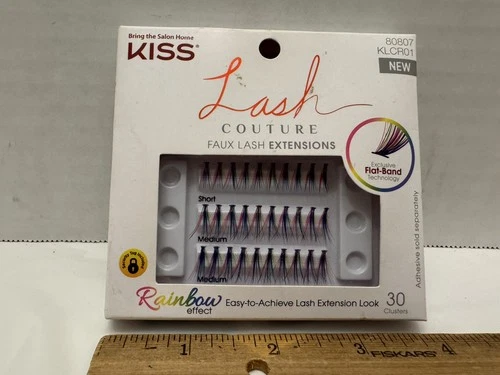 Bring the Salon Home
KISS
80807
KLCR01
NEW
Lash
COUTURE
FAUX LASH EXTENSIONS
Exclusive
Flat-Band
Technology
Short
Medium
Medium
Adhesive sold separately
Rainbow
effect
Easy-to-Achieve Lash Extension Look
30
Clusters
1 2 3 4
FISKARS